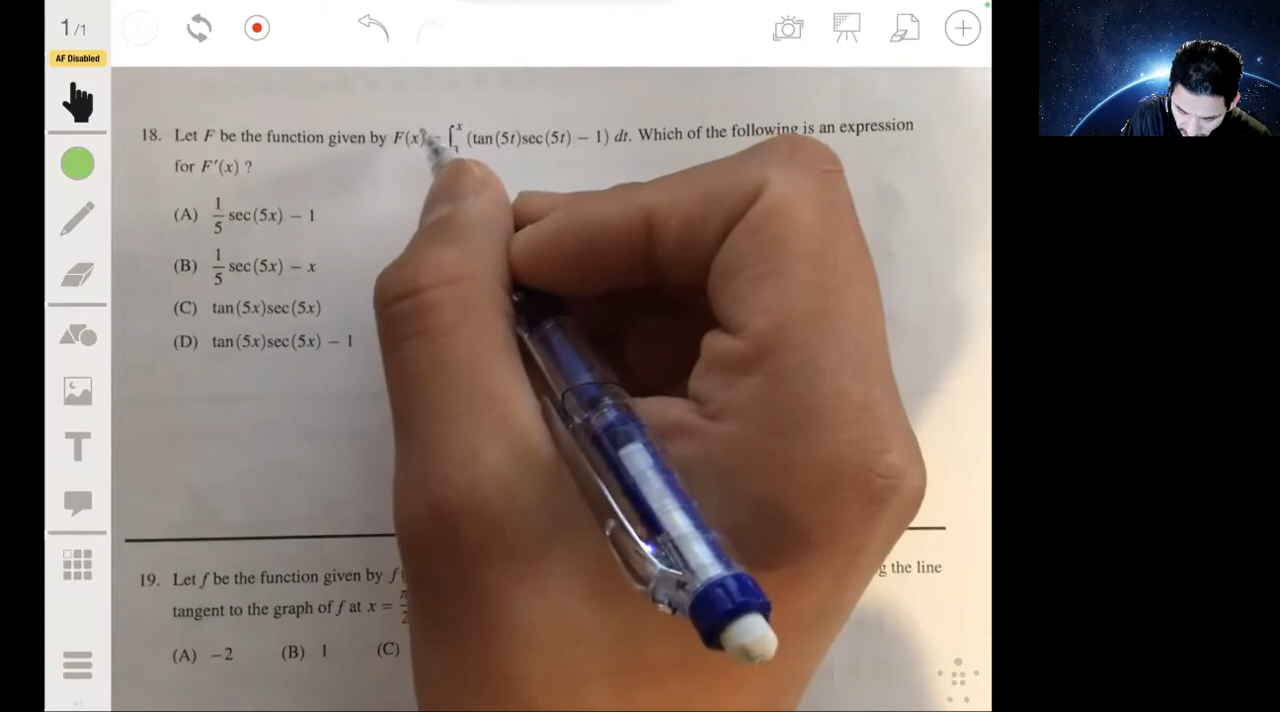 1/1
AF Disabled
18. Let F be the function given by F(x) = ∫₃ˣ (tan(5t)sec(5t) − 1) dt. Which of the following is an expression
for F′(x) ?
(A) 1/5 sec(5x) − 1
(B) 1/5 sec(5x) − x
(C) tan(5x)sec(5x)
(D) tan(5x)sec(5x) − 1
19. Let f be the function given by f g the line
tangent to the graph of f at x = π/2
(A) −2 (B) 1 (C)
T